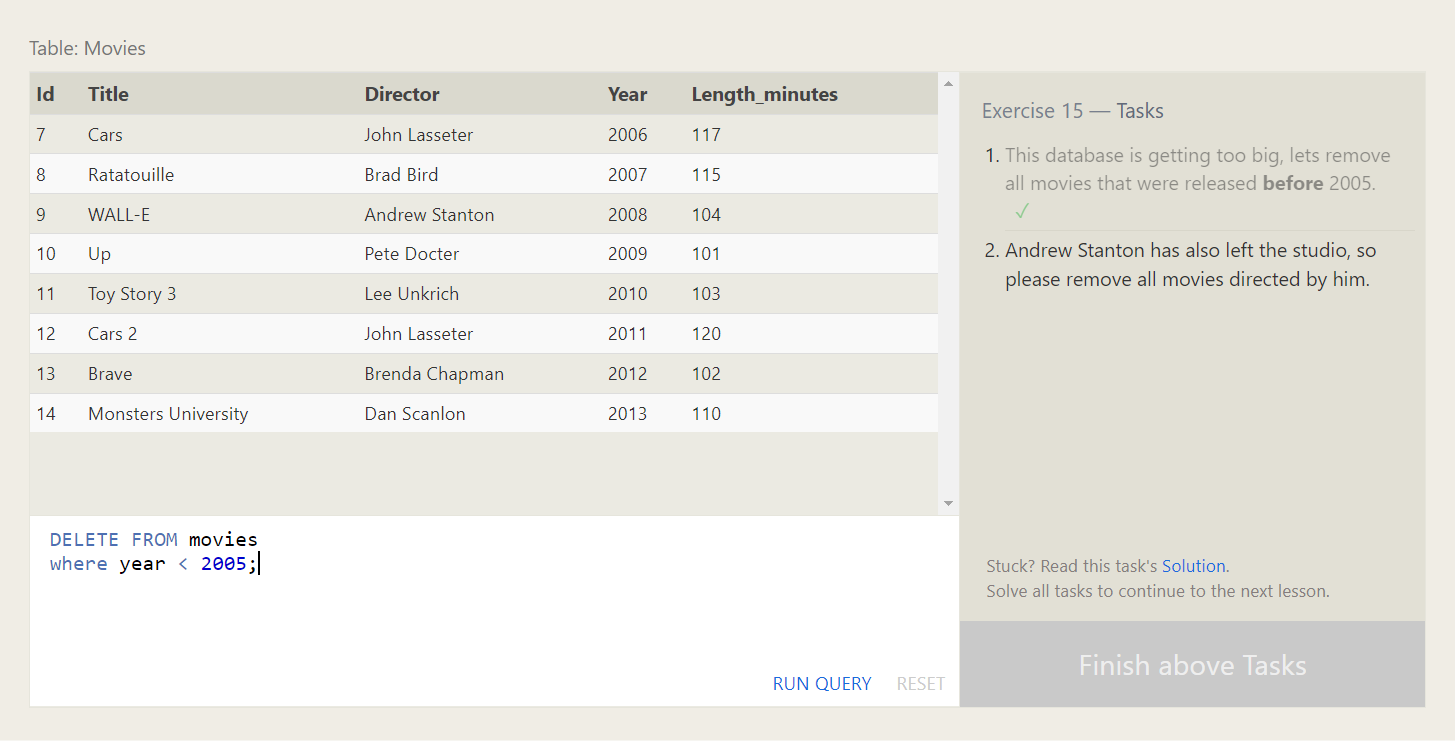 Table: Movies
Id Title Director Year Length_minutes
7 Cars John Lasseter 2006 117
8 Ratatouille Brad Bird 2007 115
9 WALL-E Andrew Stanton 2008 104
10 Up Pete Docter 2009 101
11 Toy Story 3 Lee Unkrich 2010 103
12 Cars 2 John Lasseter 2011 120
13 Brave Brenda Chapman 2012 102
14 Monsters University Dan Scanlon 2013 110
DELETE FROM movies
where year < 2005;
RUN QUERY RESET
Exercise 15 — Tasks
1. This database is getting too big, lets remove
all movies that were released before 2005.
✓
2. Andrew Stanton has also left the studio, so
please remove all movies directed by him.
Stuck? Read this task's Solution.
Solve all tasks to continue to the next lesson.
Finish above Tasks